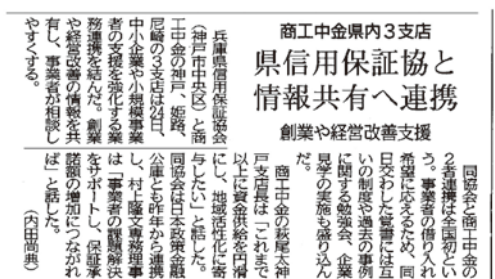 商工中金県内3支店
県信用保証協と
情報共有へ連携
創業や経営改善支援
兵庫県信用保証協会
(神戸市中央区)と商
工中金の神戸、姫路、
尼崎の3支店は24日、
中小企業や小規模事業
者の支援を強化する業
務連携を結んだ。創業
や経営改善の情報を共
有し、事業者が相談し
やすくする。
同協会と商工中金の
2者連携は全国初とい
う。事業者の借り入れ
希望に応えるため、同
日交わした覚書には互
いの制度や過去の事例
に関する勉強会、企業
見学の実施も盛り込ん
だ。
商工中金の萩尾太神
戸支店長は「これまで
以上に資金供給を円滑
にし、地域活性化に寄
与したい」と話した。
同協会は日本政策金融
公庫とも昨年から連携
し、村上隆文専務理事
は「事業者の課題解決
をサポートし、保証承
諾額の増加につながれ
ば」と話した。
(内田尚典)